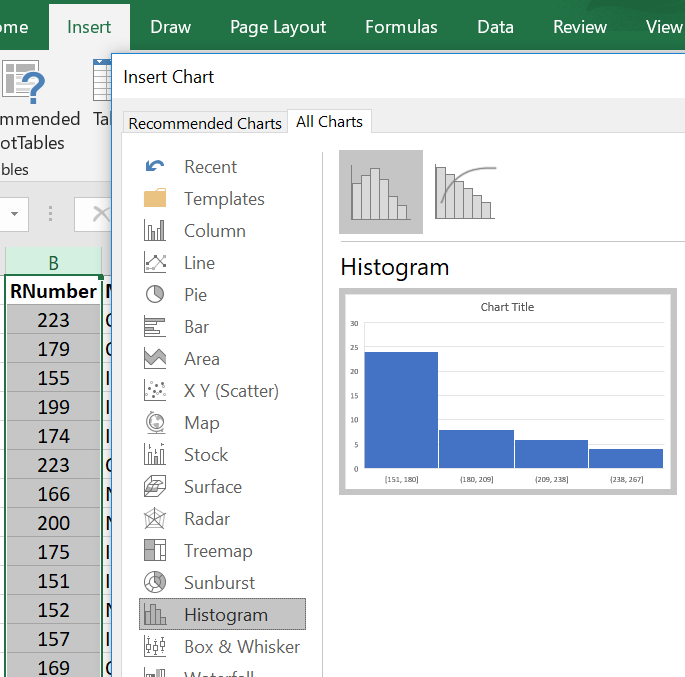 ome Insert Draw Page Layout Formulas Data Review View
Insert Chart
mmended Tal
otTables
bles
Recommended Charts All Charts
Recent
Templates
Column
Line
Pie
Bar
Area
X Y (Scatter)
Map
Stock
Surface
Radar
Treemap
Sunburst
Histogram
Box & Whisker
Histogram
Chart Title
30
25
20
15
10
5
0
[151, 180] (180, 209] (209, 238] (238, 267]
B
RNumber
223
179
155
199
174
223
166
200
175
151
152
157
169